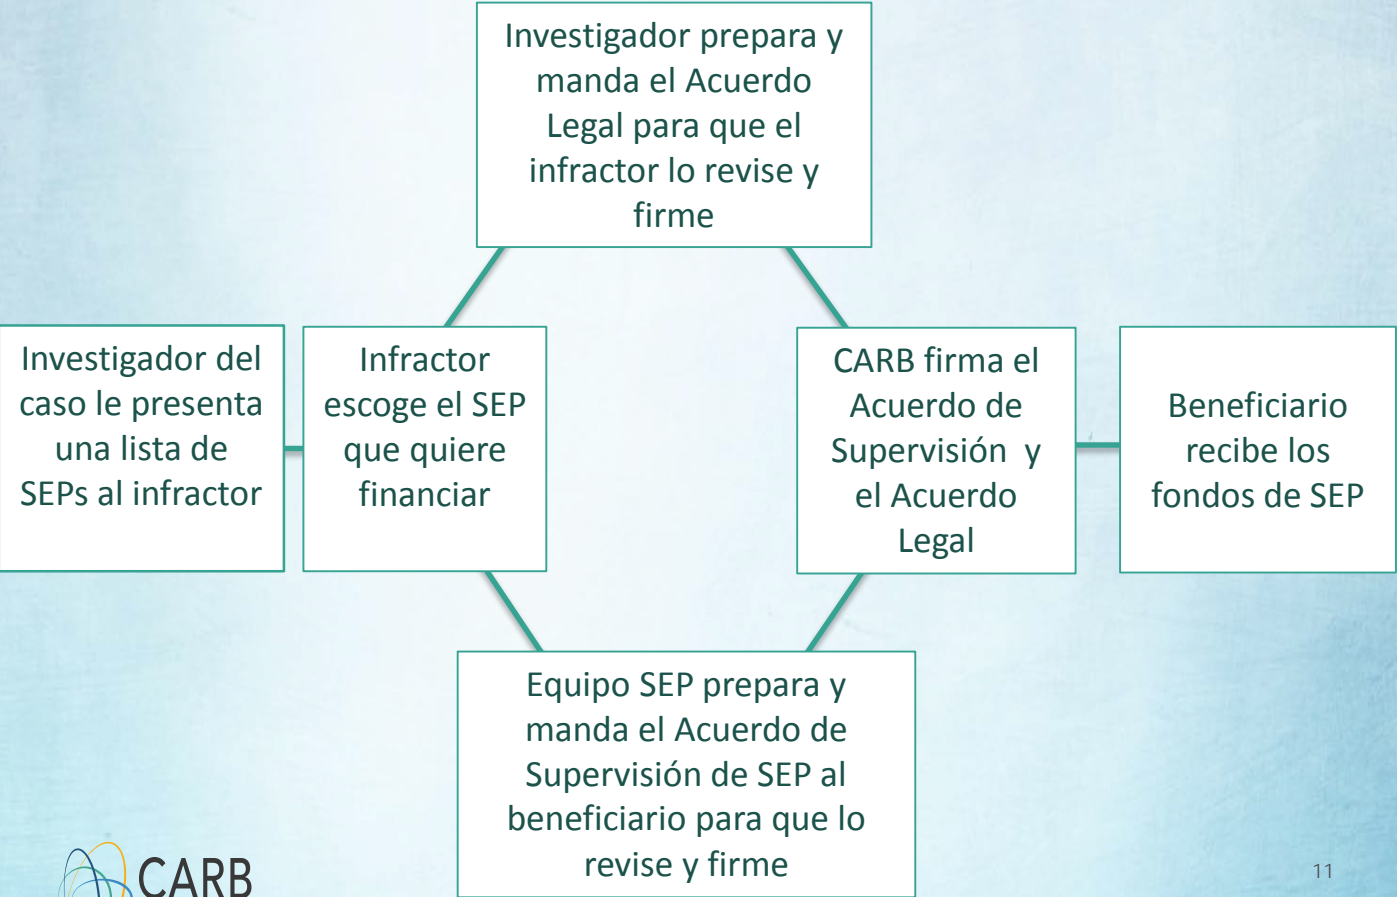 Investigador prepara y
manda el Acuerdo
Legal para que el
infractor lo revise y
firme
Investigador del
caso le presenta
una lista de
SEPs al infractor
Infractor
escoge el SEP
que quiere
financiar
CARB firma el
Acuerdo de
Supervisión y
el Acuerdo
Legal
Beneficiario
recibe los
fondos de SEP
Equipo SEP prepara y
manda el Acuerdo de
Supervisión de SEP al
beneficiario para que lo
revise y firme
CARB
11